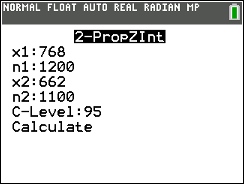 NORMAL FLOAT AUTO REAL RADIAN MP
2-PropZInt
x1:768
n1:1200
x2:662
n2:1100
C-Level:95
Calculate